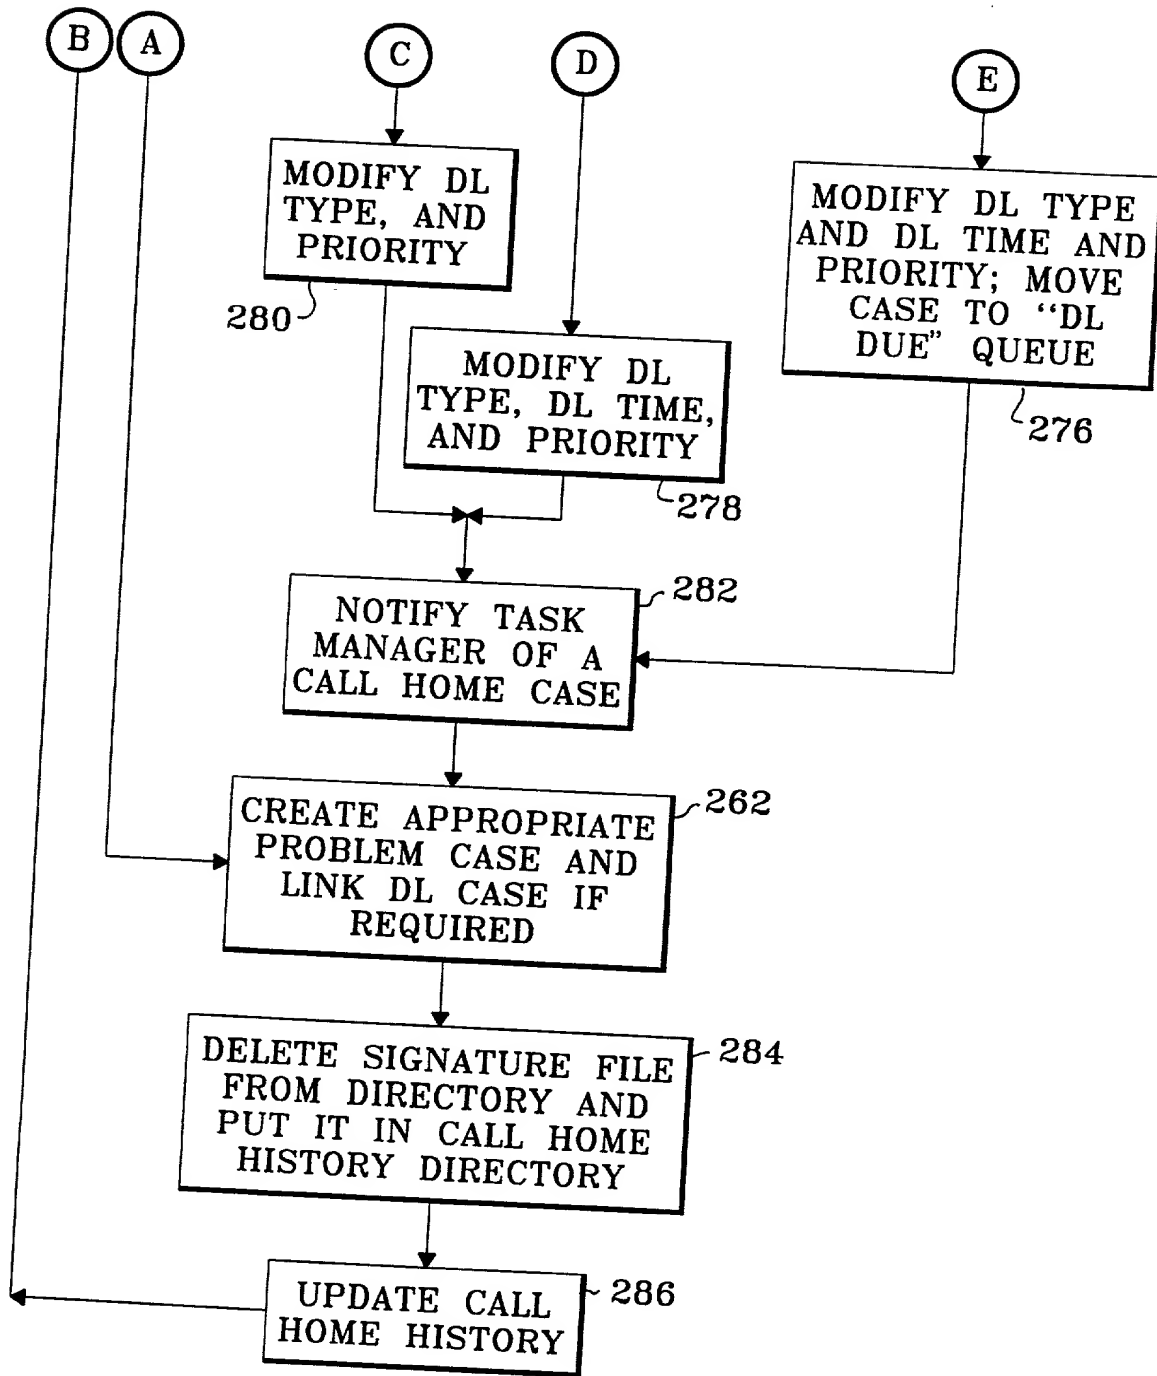 B
A
C
D
E
MODIFY DL
TYPE, AND
PRIORITY
280
MODIFY DL TYPE
AND DL TIME AND
PRIORITY; MOVE
CASE TO “DL
DUE” QUEUE
276
MODIFY DL
TYPE, DL TIME,
AND PRIORITY
278
282
NOTIFY TASK
MANAGER OF A
CALL HOME CASE
262
CREATE APPROPRIATE
PROBLEM CASE AND
LINK DL CASE IF
REQUIRED
284
DELETE SIGNATURE FILE
FROM DIRECTORY AND
PUT IT IN CALL HOME
HISTORY DIRECTORY
286
UPDATE CALL
HOME HISTORY